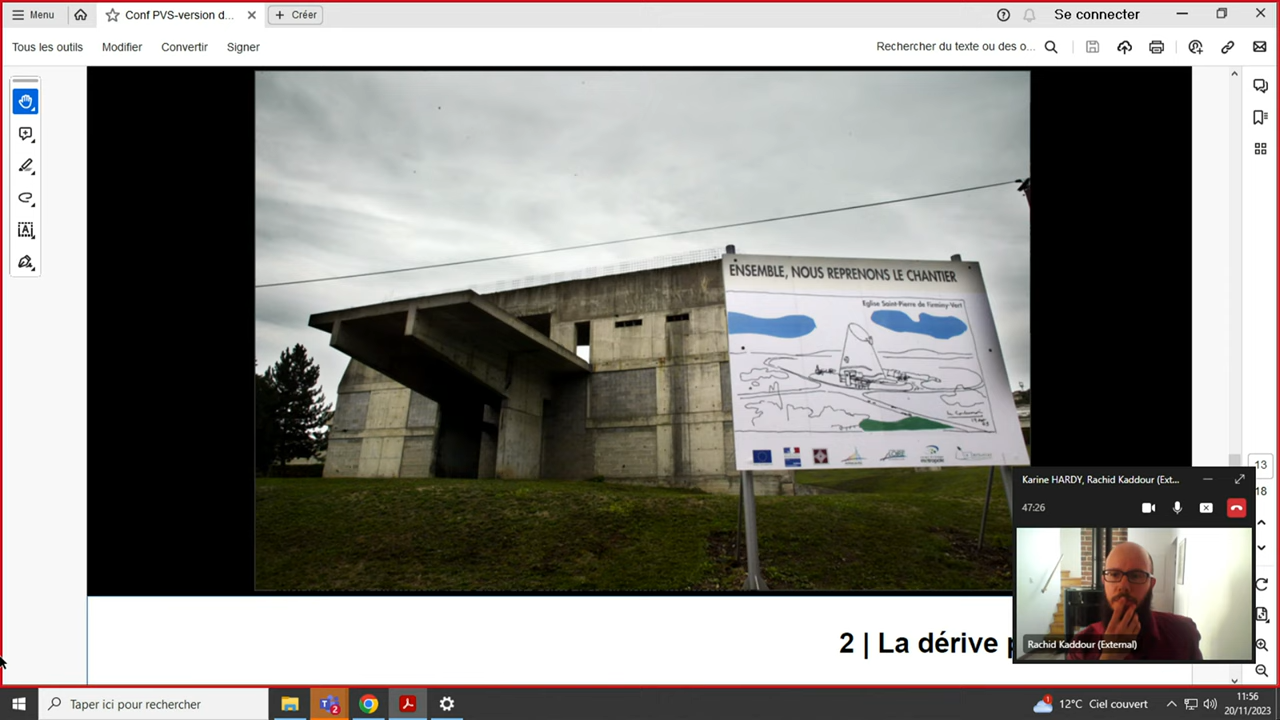 Menu
Conf PVS-version d...
Créer
Se connecter
Tous les outils
Modifier
Convertir
Signer
Rechercher du texte ou des o...
ENSEMBLE, NOUS REPRENONS LE CHANTIER
Eglise Saint-Pierre de Firminy-Vert
13
18
Karine HARDY, Rachid Kaddour (Ext...
47:26
Rachid Kaddour (External)
2 | La dérive
Taper ici pour rechercher
2
1
12°C Ciel couvert
11:56
20/11/2023